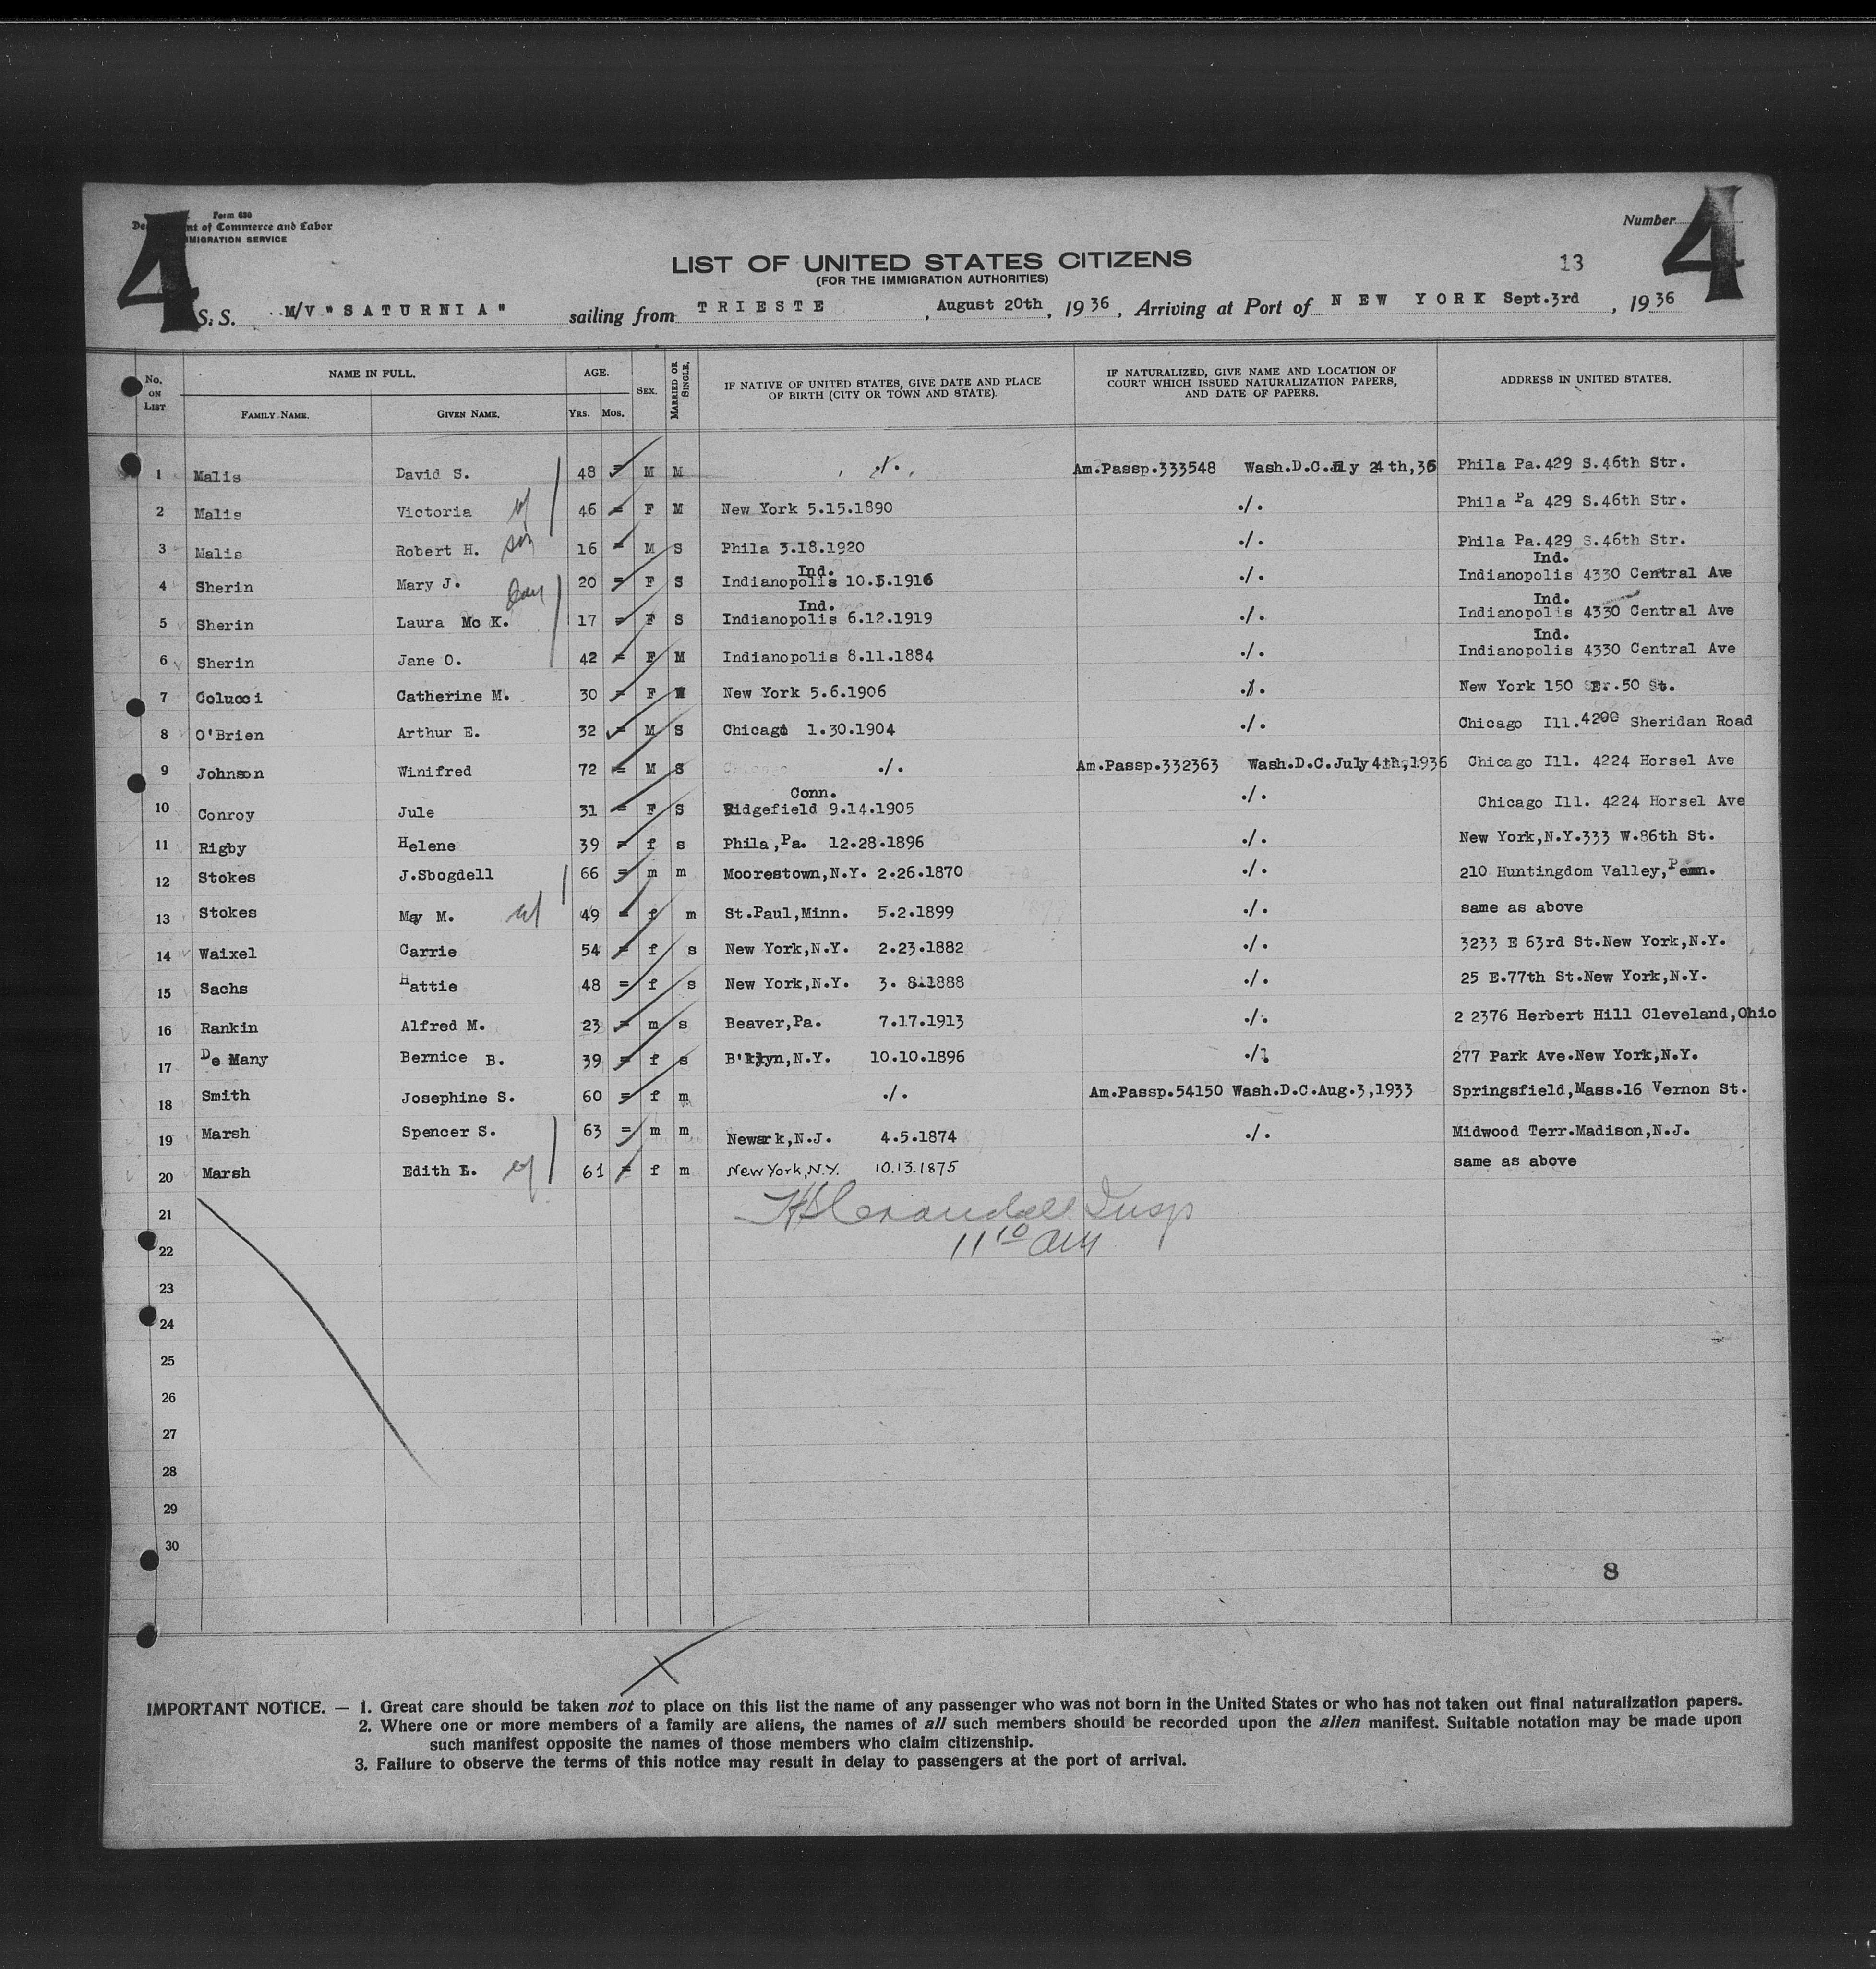 4
Form 630
Department of Commerce and Labor
IMMIGRATION SERVICE
Number
4
LIST OF UNITED STATES CITIZENS
(FOR THE IMMIGRATION AUTHORITIES)
13
S. S. M/V "SATURNIA" sailing from TRIESTE, August 20th, 1936, Arriving at Port of NEW YORK Sept.3rd, 1936
No. ON LIST NAME IN FULL. FAMILY NAME. GIVEN NAME. AGE. YRS. MOS. SEX. MARRIED OR SINGLE. IF NATIVE OF UNITED STATES, GIVE DATE AND PLACE OF BIRTH (CITY OR TOWN AND STATE). IF NATURALIZED, GIVE NAME AND LOCATION OF COURT WHICH ISSUED NATURALIZATION PAPERS, AND DATE OF PAPERS. ADDRESS IN UNITED STATES.
1 Malis David S. 48 = M M ./. Am.Passp.333548 Wash.D.C. 24th,36 Phila Pa.429 S.46th Str.
2 Malis Victoria wf 46 = F M New York 5.15.1890 ./. Phila Pa 429 S.46th Str.
3 Malis Robert H. son 16 = M S Phila 3.18.1920 ./. Phila Pa.429 S.46th Str.
4 Sherin Mary J. 20 = F S Indianopolis Ind. 10.5.1916 ./. Indianopolis Ind. 4330 Central Ave
5 Sherin Laura Mc K. 17 = F S Indianopolis Ind. 6.12.1919 ./. Indianopolis Ind. 4330 Central Ave
6 Sherin Jane O. 42 = F M Indianopolis 8.11.1884 ./. Indianopolis Ind. 4330 Central Ave
7 Colucci Catherine M. 30 = F New York 5.6.1906 ./. New York 150 50 St.
8 O'Brien Arthur E. 32 = M S Chicago 1.30.1904 ./. Chicago Ill.4200 Sheridan Road
9 Johnson Winifred 72 = M S ./. Am.Passp.332363 Wash.D.C.July 4th,1936 Chicago Ill. 4224 Horsel Ave
10 Conroy Jule 31 = F S Ridgefield Conn. 9.14.1905 ./. Chicago Ill. 4224 Horsel Ave
11 Rigby Helene 39 = f s Phila,Pa. 12.28.1896 ./. New York,N.Y.333 W.86th St.
12 Stokes J.Sbogdell 66 = m m Moorestown,N.Y. 2.26.1870 ./. 210 Huntingdom Valley,Penn.
13 Stokes May M. wf 49 = f m St.Paul,Minn. 5.2.1899 ./. same as above
14 Waixel Carrie 54 = f s New York,N.Y. 2.23.1882 ./. 3233 E 63rd St.New York,N.Y.
15 Sachs Hattie 48 = f s New York,N.Y. 3. 8.1888 ./. 25 E.77th St.New York,N.Y.
16 Rankin Alfred M. 23 = m s Beaver,Pa. 7.17.1913 ./. 2 2376 Herbert Hill Cleveland,Ohio
17 De Many Bernice B. 39 = f s B'klyn,N.Y. 10.10.1896 ./. 277 Park Ave.New York,N.Y.
18 Smith Josephine S. 60 = f m ./. Am.Passp.54150 Wash.D.C.Aug.3,1933 Springsfield,Mass.16 Vernon St.
19 Marsh Spencer S. 63 = m m Newark,N.J. 4.5.1874 ./. Midwood Terr.Madison,N.J.
20 Marsh Edith L. wf 61 = f m New York,N.Y. 10.13.1875 same as above
21
Insp
22 11 10 AM
23
24
25
26
27
28
29
30
8
IMPORTANT NOTICE. — 1. Great care should be taken not to place on this list the name of any passenger who was not born in the United States or who has not taken out final naturalization papers.
2. Where one or more members of a family are aliens, the names of all such members should be recorded upon the alien manifest. Suitable notation may be made upon
such manifest opposite the names of those members who claim citizenship.
3. Failure to observe the terms of this notice may result in delay to passengers at the port of arrival.